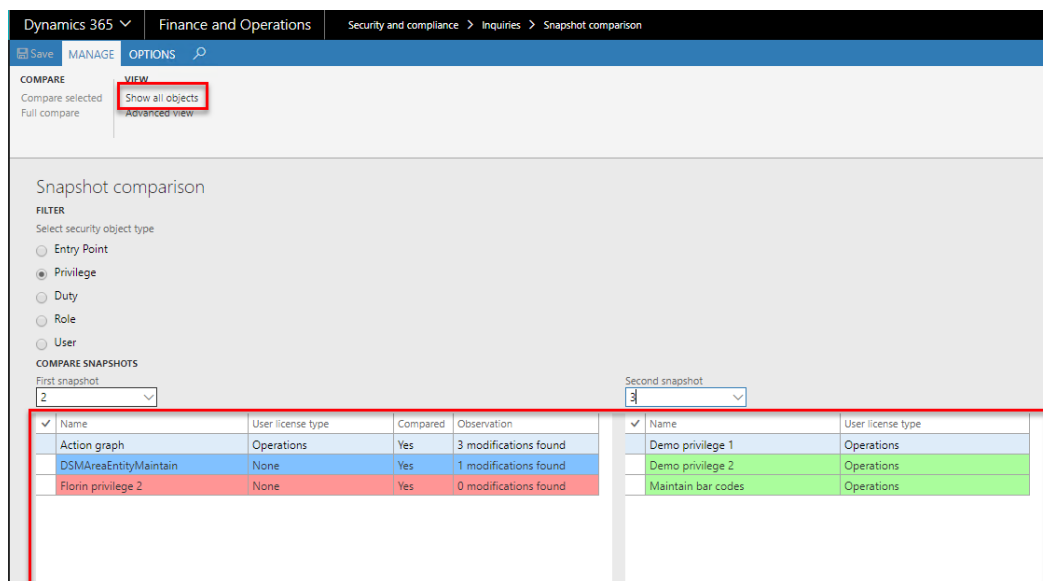 Dynamics 365 Finance and Operations Security and compliance > Inquiries > Snapshot comparison
Save MANAGE OPTIONS
COMPARE VIEW
Compare selected Show all objects
Full compare Advanced view
Snapshot comparison
FILTER
Select security object type
Entry Point
Privilege
Duty
Role
User
COMPARE SNAPSHOTS
First snapshot Second snapshot
2 3
Name User license type Compared Observation Name User license type
Action graph Operations Yes 3 modifications found Demo privilege 1 Operations
DSMAreaEntityMaintain None Yes 1 modifications found Demo privilege 2 Operations
Florin privilege 2 None Yes 0 modifications found Maintain bar codes Operations